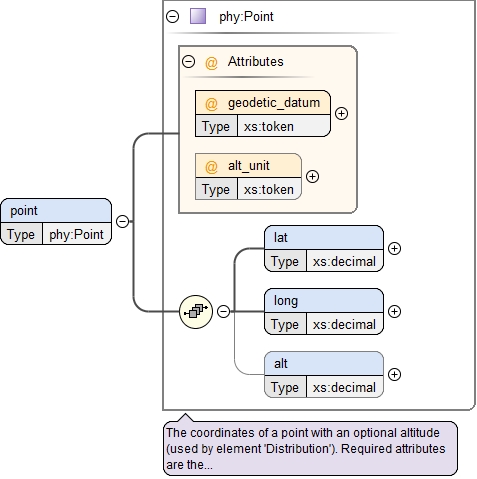 phy:Point
@ Attributes
@ geodetic_datum
Type xs:token
@ alt_unit
Type xs:token
point
Type phy:Point
lat
Type xs:decimal
long
Type xs:decimal
alt
Type xs:decimal
The coordinates of a point with an optional altitude
(used by element 'Distribution'). Required attributes
are the...